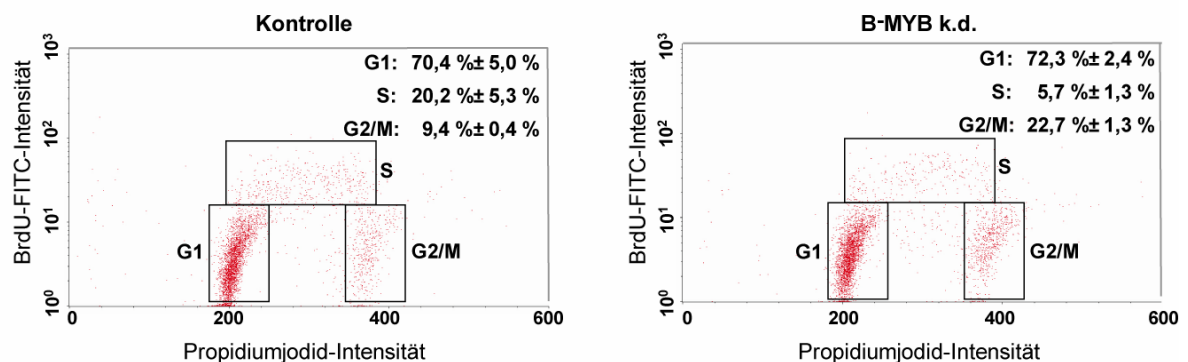 Kontrolle
BrdU-FITC-Intensität
10³
10²
10¹
10⁰
G1: 70,4 %± 5,0 %
S: 20,2 %± 5,3 %
G2/M: 9,4 %± 0,4 %
S
G1
G2/M
0 200 400 600
Propidiumjodid-Intensität
B-MYB k.d.
BrdU-FITC-Intensität
10³
10²
10¹
10⁰
G1: 72,3 %± 2,4 %
S: 5,7 %± 1,3 %
G2/M: 22,7 %± 1,3 %
S
G1
G2/M
0 200 400 600
Propidiumjodid-Intensität